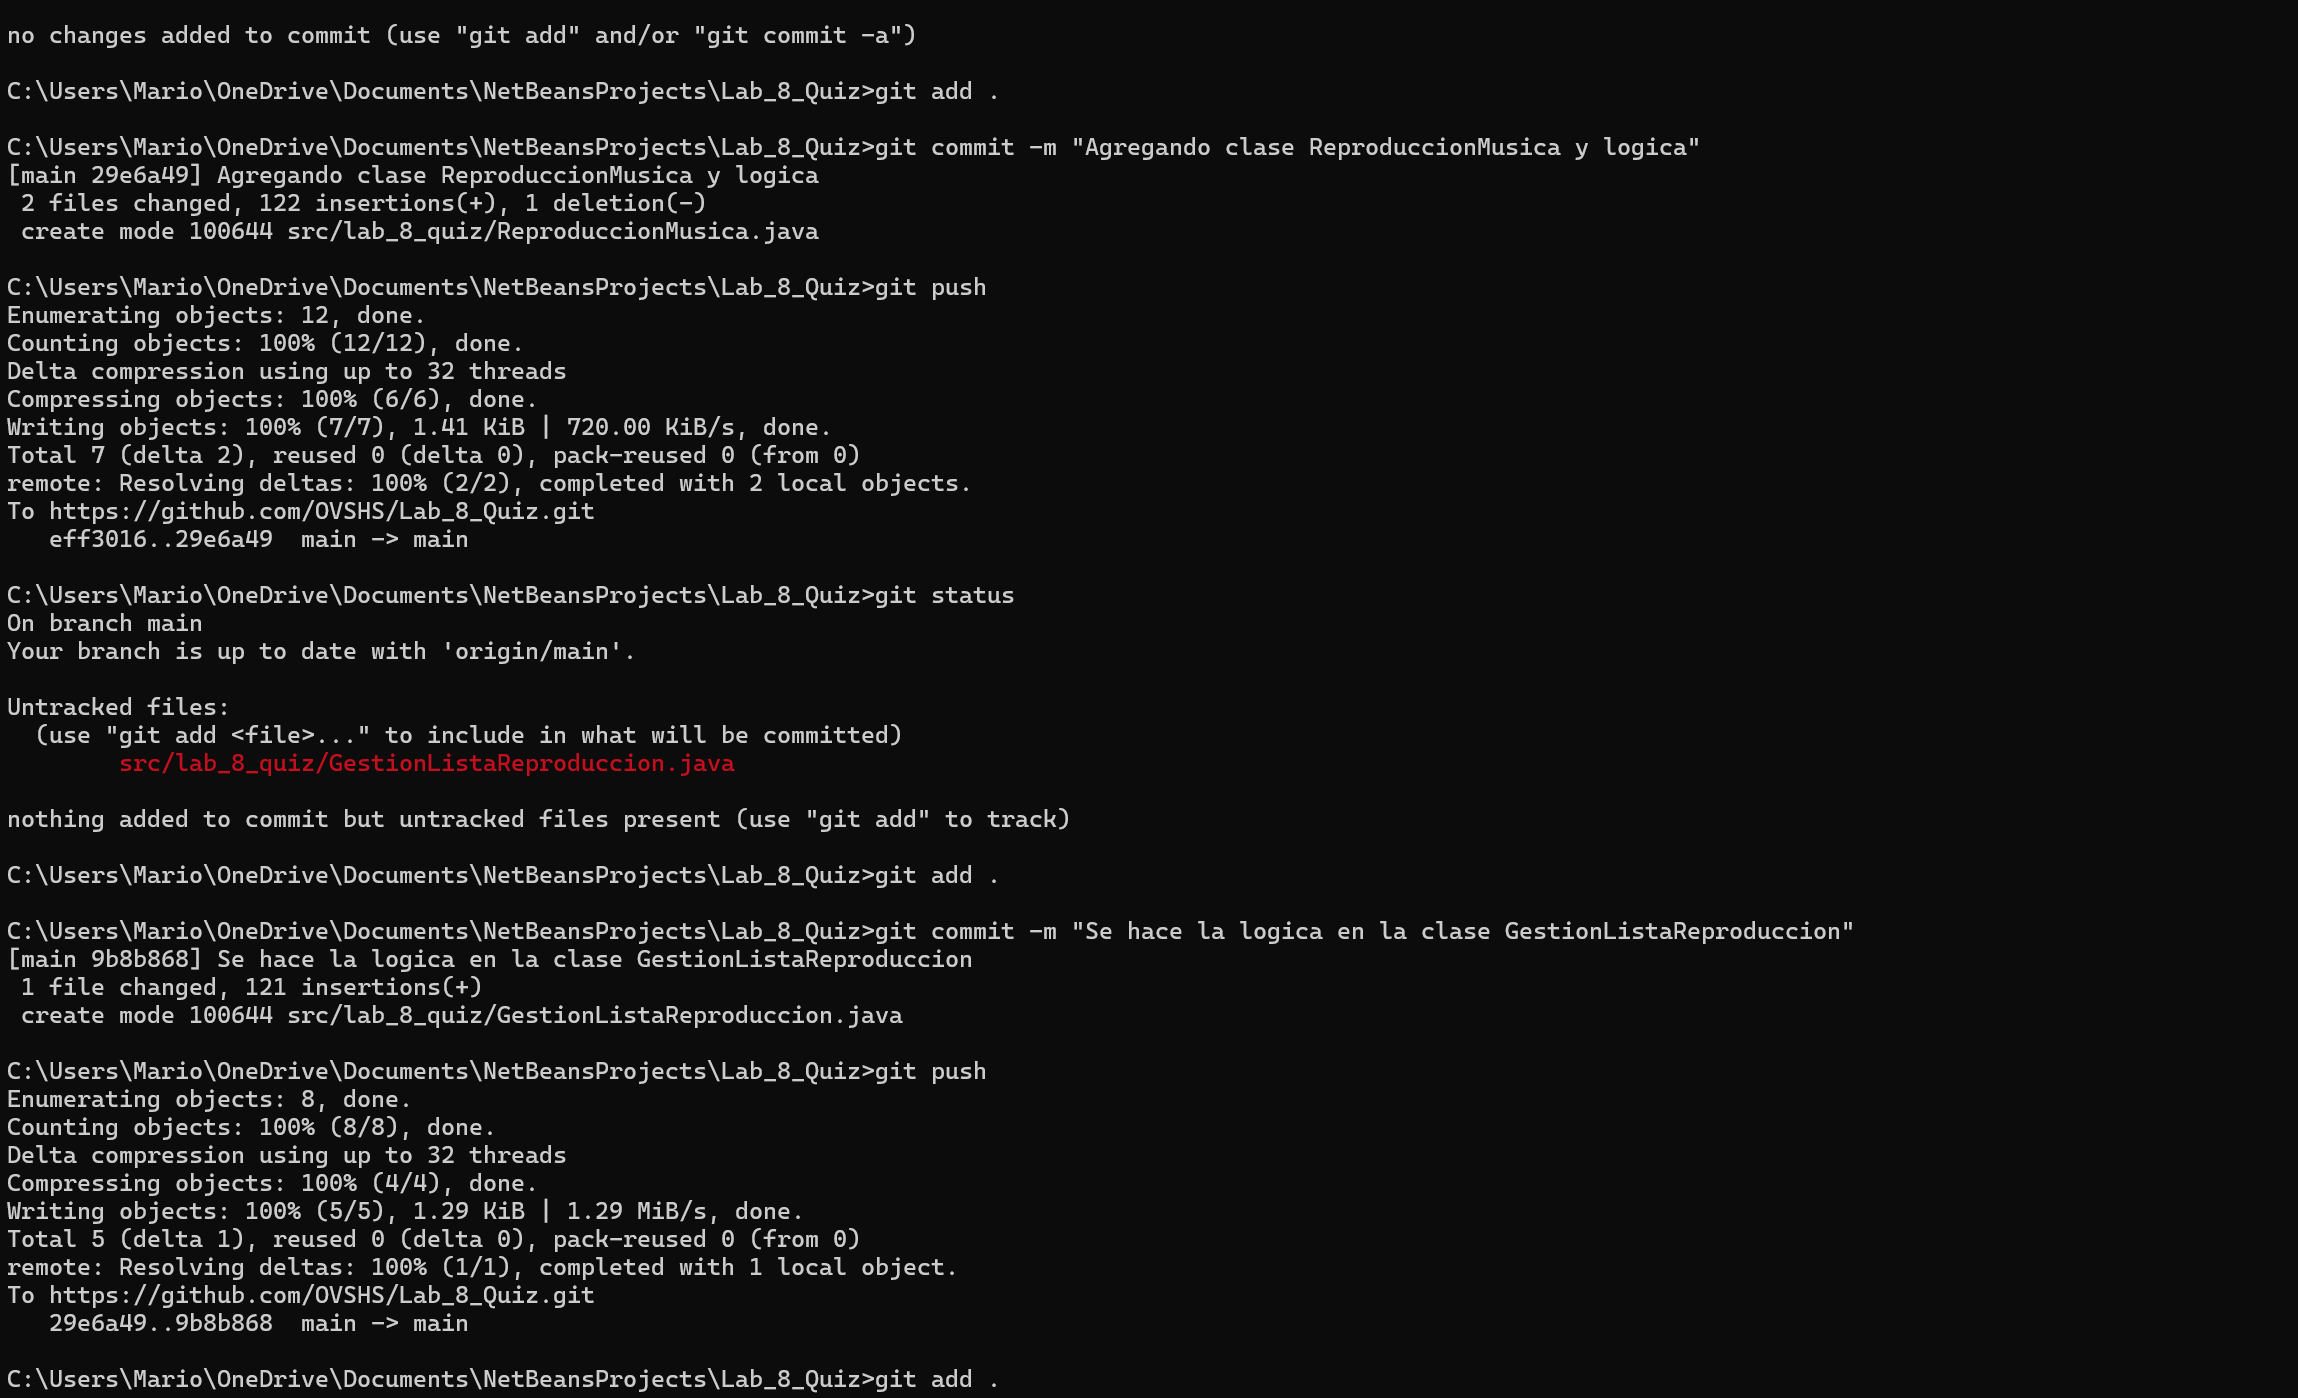 no changes added to commit (use "git add" and/or "git commit -a")
C:\Users\Mario\OneDrive\Documents\NetBeansProjects\Lab_8_Quiz>git add .
C:\Users\Mario\OneDrive\Documents\NetBeansProjects\Lab_8_Quiz>git commit -m "Agregando clase ReproduccionMusica y logica"
[main 29e6a49] Agregando clase ReproduccionMusica y logica
 2 files changed, 122 insertions(+), 1 deletion(-)
 create mode 100644 src/lab_8_quiz/ReproduccionMusica.java
C:\Users\Mario\OneDrive\Documents\NetBeansProjects\Lab_8_Quiz>git push
Enumerating objects: 12, done.
Counting objects: 100% (12/12), done.
Delta compression using up to 32 threads
Compressing objects: 100% (6/6), done.
Writing objects: 100% (7/7), 1.41 KiB | 720.00 KiB/s, done.
Total 7 (delta 2), reused 0 (delta 0), pack-reused 0 (from 0)
remote: Resolving deltas: 100% (2/2), completed with 2 local objects.
To https://github.com/OVSHS/Lab_8_Quiz.git
   eff3016..29e6a49  main -> main
C:\Users\Mario\OneDrive\Documents\NetBeansProjects\Lab_8_Quiz>git status
On branch main
Your branch is up to date with 'origin/main'.
Untracked files:
  (use "git add <file>..." to include in what will be committed)
        src/lab_8_quiz/GestionListaReproduccion.java
nothing added to commit but untracked files present (use "git add" to track)
C:\Users\Mario\OneDrive\Documents\NetBeansProjects\Lab_8_Quiz>git add .
C:\Users\Mario\OneDrive\Documents\NetBeansProjects\Lab_8_Quiz>git commit -m "Se hace la logica en la clase GestionListaReproduccion"
[main 9b8b868] Se hace la logica en la clase GestionListaReproduccion
 1 file changed, 121 insertions(+)
 create mode 100644 src/lab_8_quiz/GestionListaReproduccion.java
C:\Users\Mario\OneDrive\Documents\NetBeansProjects\Lab_8_Quiz>git push
Enumerating objects: 8, done.
Counting objects: 100% (8/8), done.
Delta compression using up to 32 threads
Compressing objects: 100% (4/4), done.
Writing objects: 100% (5/5), 1.29 KiB | 1.29 MiB/s, done.
Total 5 (delta 1), reused 0 (delta 0), pack-reused 0 (from 0)
remote: Resolving deltas: 100% (1/1), completed with 1 local object.
To https://github.com/OVSHS/Lab_8_Quiz.git
   29e6a49..9b8b868  main -> main
C:\Users\Mario\OneDrive\Documents\NetBeansProjects\Lab_8_Quiz>git add .